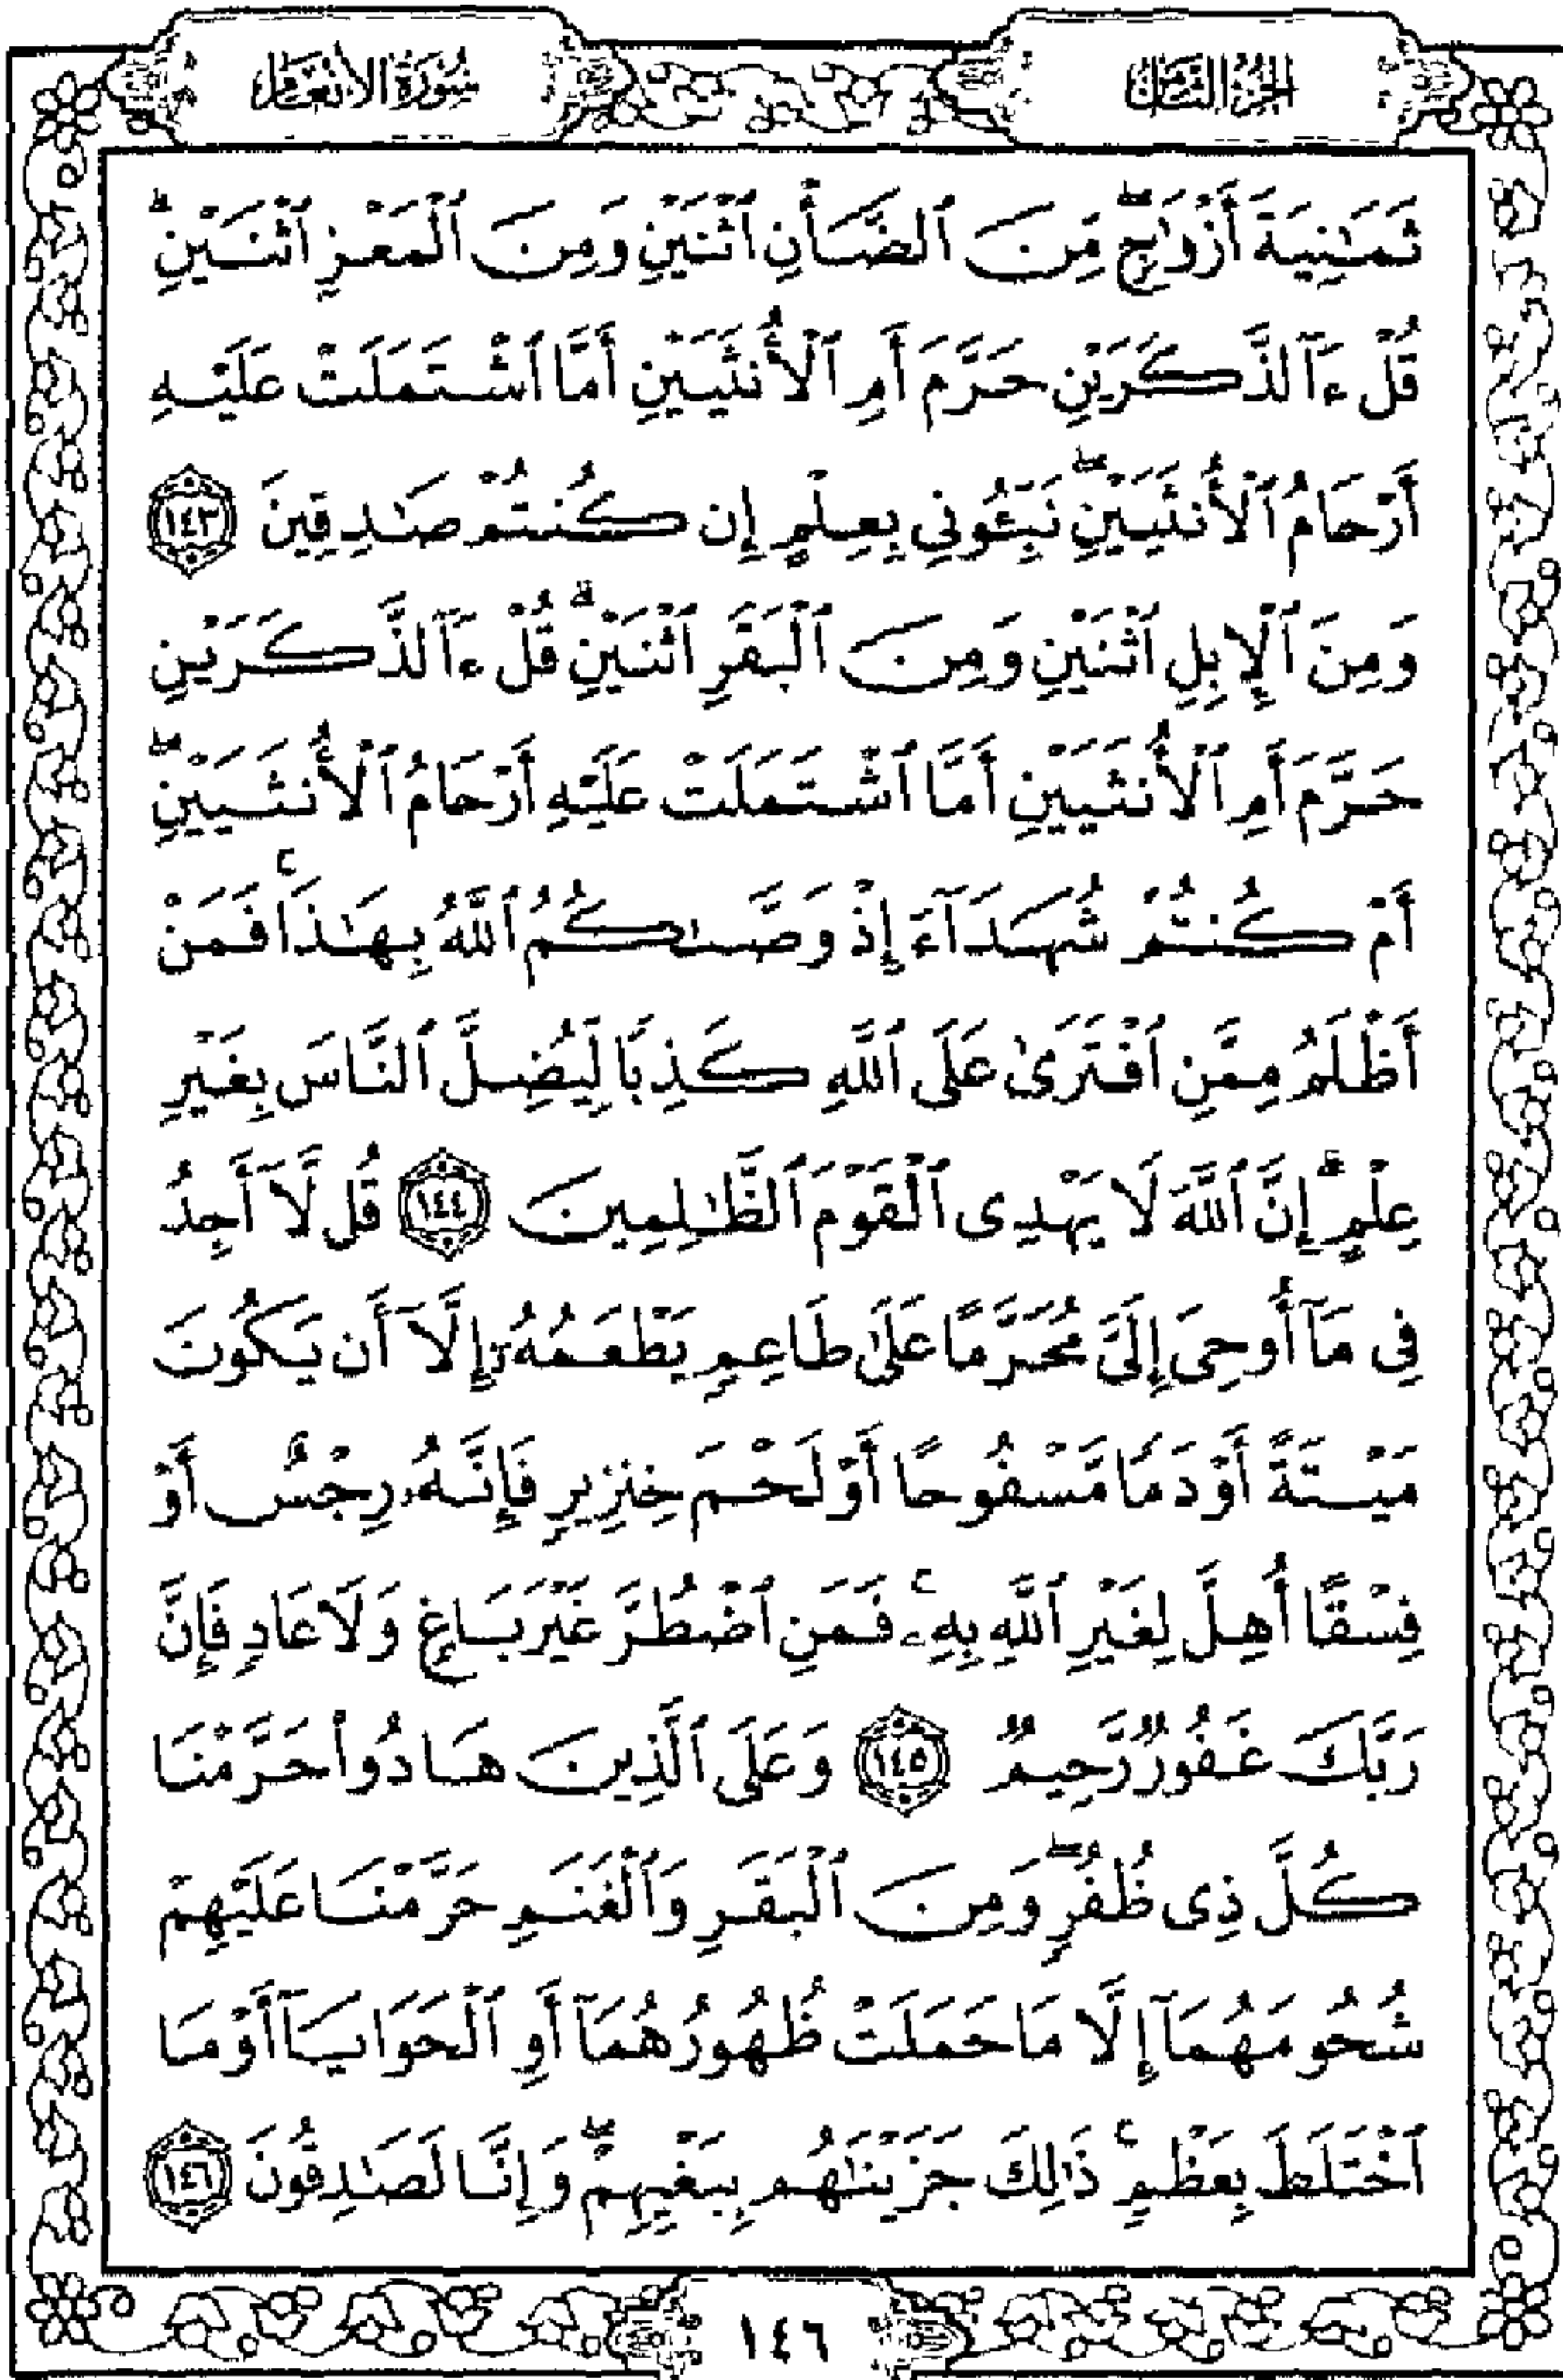 الجزء الثامن
سورة الأنعام
ثَمَـٰنِيَةَ أَزْوَٰجٍۖ مِّنَ ٱلضَّأْنِ ٱثْنَيْنِ وَمِنَ ٱلْمَعْزِ ٱثْنَيْنِۗ
قُلْ ءَآلذَّكَرَيْنِ حَرَّمَ أَمِ ٱلْأُنثَيَيْنِ أَمَّا ٱشْتَمَلَتْ عَلَيْهِ
أَرْحَامُ ٱلْأُنثَيَيْنِۖ نَبِّـُٔونِى بِعِلْمٍ إِن كُنتُمْ صَـٰدِقِينَ ١٤٣
وَمِنَ ٱلْإِبِلِ ٱثْنَيْنِ وَمِنَ ٱلْبَقَرِ ٱثْنَيْنِۗ قُلْ ءَآلذَّكَرَيْنِ
حَرَّمَ أَمِ ٱلْأُنثَيَيْنِ أَمَّا ٱشْتَمَلَتْ عَلَيْهِ أَرْحَامُ ٱلْأُنثَيَيْنِۖ
أَمْ كُنتُمْ شُهَدَآءَ إِذْ وَصَّىٰكُمُ ٱللَّهُ بِهَـٰذَاۚ فَمَنْ
أَظْلَمُ مِمَّنِ ٱفْتَرَىٰ عَلَى ٱللَّهِ كَذِبًا لِّيُضِلَّ ٱلنَّاسَ بِغَيْرِ
عِلْمٍۗ إِنَّ ٱللَّهَ لَا يَهْدِى ٱلْقَوْمَ ٱلظَّـٰلِمِينَ ١٤٤ قُل لَّآ أَجِدُ
فِى مَآ أُوحِىَ إِلَىَّ مُحَرَّمًا عَلَىٰ طَاعِمٍ يَطْعَمُهُۥٓ إِلَّآ أَن يَكُونَ
مَيْتَةً أَوْ دَمًا مَّسْفُوحًا أَوْ لَحْمَ خِنزِيرٍ فَإِنَّهُۥ رِجْسٌ أَوْ
فِسْقًا أُهِلَّ لِغَيْرِ ٱللَّهِ بِهِۦۚ فَمَنِ ٱضْطُرَّ غَيْرَ بَاغٍ وَلَا عَادٍ فَإِنَّ
رَبَّكَ غَفُورٌ رَّحِيمٌ ١٤٥ وَعَلَى ٱلَّذِينَ هَادُوا۟ حَرَّمْنَا
كُلَّ ذِى ظُفُرٍۖ وَمِنَ ٱلْبَقَرِ وَٱلْغَنَمِ حَرَّمْنَا عَلَيْهِمْ
شُحُومَهُمَآ إِلَّا مَا حَمَلَتْ ظُهُورُهُمَآ أَوِ ٱلْحَوَايَآ أَوْ مَا
ٱخْتَلَطَ بِعَظْمٍۚ ذَٰلِكَ جَزَيْنَـٰهُم بِبَغْيِهِمْۖ وَإِنَّا لَصَـٰدِقُونَ ١٤٦
١٤٦